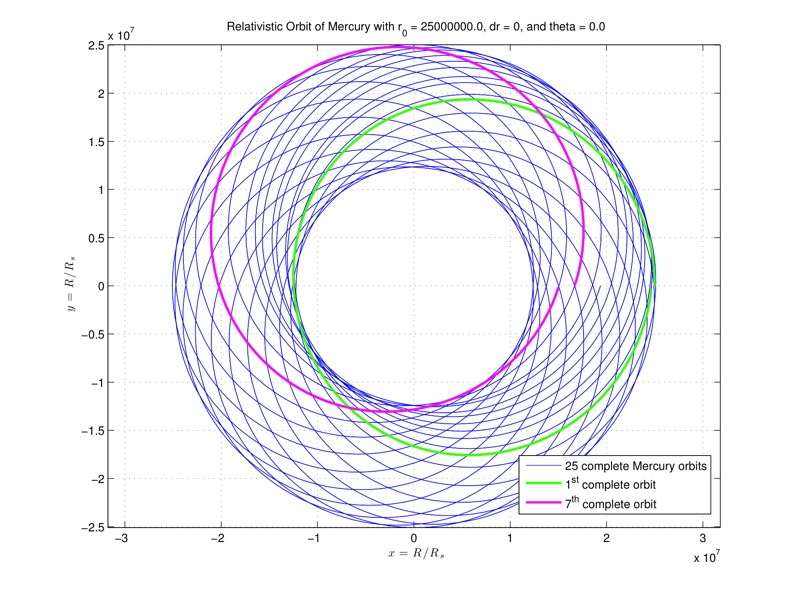 Relativistic Orbit of Mercury with r0 = 25000000.0, dr = 0, and theta = 0.0
x 10^7
2.5
2
1.5
1
0.5
0
−0.5
−1
−1.5
−2
−2.5
y = R/Rs
25 complete Mercury orbits
1st complete orbit
7th complete orbit
−3 −2 −1 0 1 2 3
x = R/Rs
x 10^7